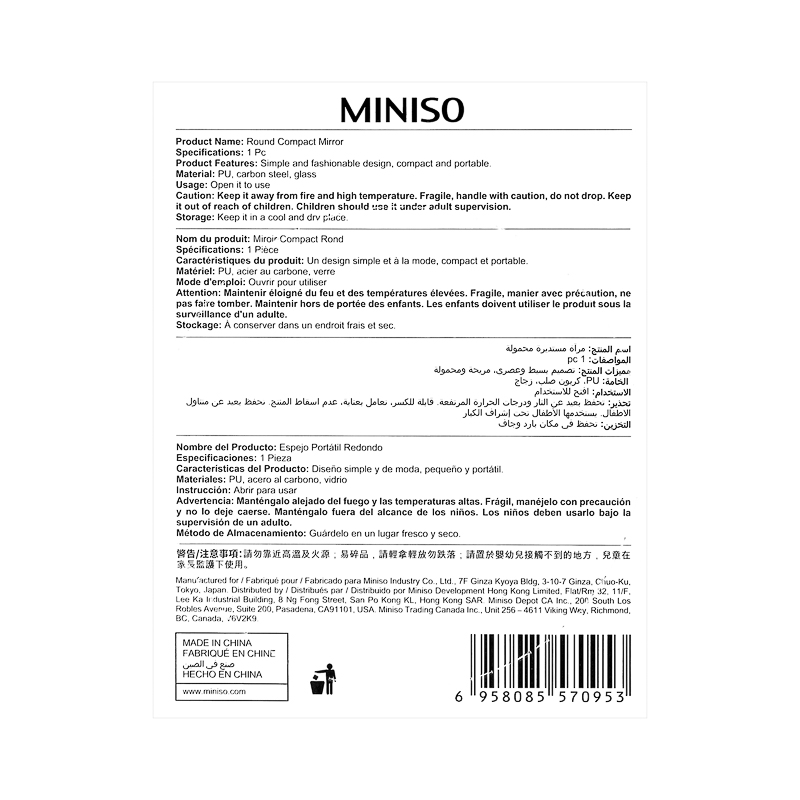 MINISO
Product Name: Round Compact Mirror
Specifications: 1 Pc
Product Features: Simple and fashionable design, compact and portable.
Material: PU, carbon steel, glass
Usage: Open it to use
Caution: Keep it away from fire and high temperature. Fragile, handle with caution, do not drop. Keep
it out of reach of children. Children should use it under adult supervision.
Storage: Keep it in a cool and dry place.
Nom du produit: Miroir Compact Rond
Spécifications: 1 Pièce
Caractéristiques du produit: Un design simple et à la mode, compact et portable.
Matériel: PU, acier au carbone, verre
Mode d'emploi: Ouvrir pour utiliser
Attention: Maintenir éloigné du feu et des températures élevées. Fragile, manier avec précaution, ne
pas faire tomber. Maintenir hors de portée des enfants. Les enfants doivent utiliser le produit sous la
surveillance d'un adulte.
Stockage: À conserver dans un endroit frais et sec.
اسم المنتج: مرآة مستديرة محمولة
المواصفات: 1 pc
مميزات المنتج: تصميم بسيط وعصري، مريحة ومحمولة
الخامة: PU، كربون صلب، زجاج
الاستخدام: افتح للاستخدام
تحذير: تحفظ بعيد عن النار ودرجات الحرارة المرتفعة. قابلة للكسر، تعامل بعناية، عدم اسقاط المنتج. تحفظ بعيد عن متناول
الاطفال. يستخدمها الأطفال تحت إشراف الكبار
التخزين: تحفظ في مكان بارد وجاف
Nombre del Producto: Espejo Portátil Redondo
Especificaciones: 1 Pieza
Características del Producto: Diseño simple y de moda, pequeño y portátil.
Materiales: PU, acero al carbono, vidrio
Instrucción: Abrir para usar
Advertencia: Manténgalo alejado del fuego y las temperaturas altas. Frágil, manéjelo con precaución
y no lo deje caerse. Manténgalo fuera del alcance de los niños. Los niños deben usarlo bajo la
supervisión de un adulto.
Método de Almacenamiento: Guárdelo en un lugar fresco y seco.
警告/注意事項: 請勿靠近高溫及火源；易碎品，請輕拿輕放勿跌落；請置於嬰幼兒接觸不到的地方，兒童在
家長監護下使用。
Manufactured for / Fabriqué pour / Fabricado para Miniso Industry Co., Ltd., 7F Ginza Kyoya Bldg, 3-10-7 Ginza, Chuo-Ku,
Tokyo, Japan. Distributed by / Distribués par / Distribuido por Miniso Development Hong Kong Limited, Flat/Rm 32, 11/F,
Lee Ka Industrial Building, 8 Ng Fong Street, San Po Kong KL, Hong Kong SAR. Miniso Depot CA Inc., 200 South Los
Robles Avenue, Suite 200, Pasadena, CA91101, USA. Miniso Trading Canada Inc., Unit 256 – 4611 Viking Way, Richmond,
BC, Canada, V6V2K9.
MADE IN CHINA
FABRIQUÉ EN CHINE
صنع في الصين
HECHO EN CHINA
www.miniso.com
6 958085 570953